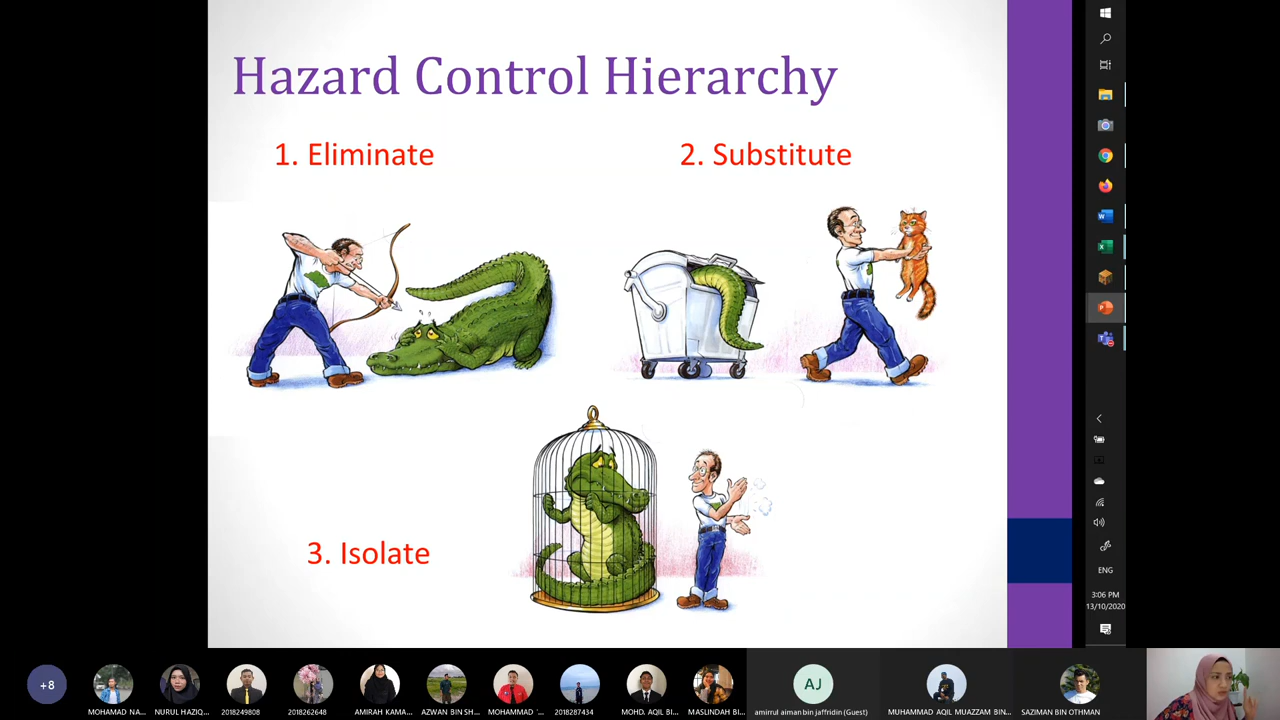 Hazard Control Hierarchy
1. Eliminate
2. Substitute
3. Isolate
ENG
3:06 PM
13/10/2020
+8
MOHAMAD NA...
NURUL HAZIQ...
2018249808
2018262648
AMIRAH KAMA...
AZWAN BIN SH...
MOHAMMAD
2018287434
MOHD. AQIL BI...
MASLINDAH BI...
AJ
amirrul aiman bin jaffridin (Guest)
MUHAMMAD AQIL MUAZZAM BIN...
SAZIMAN BIN OTHMAN